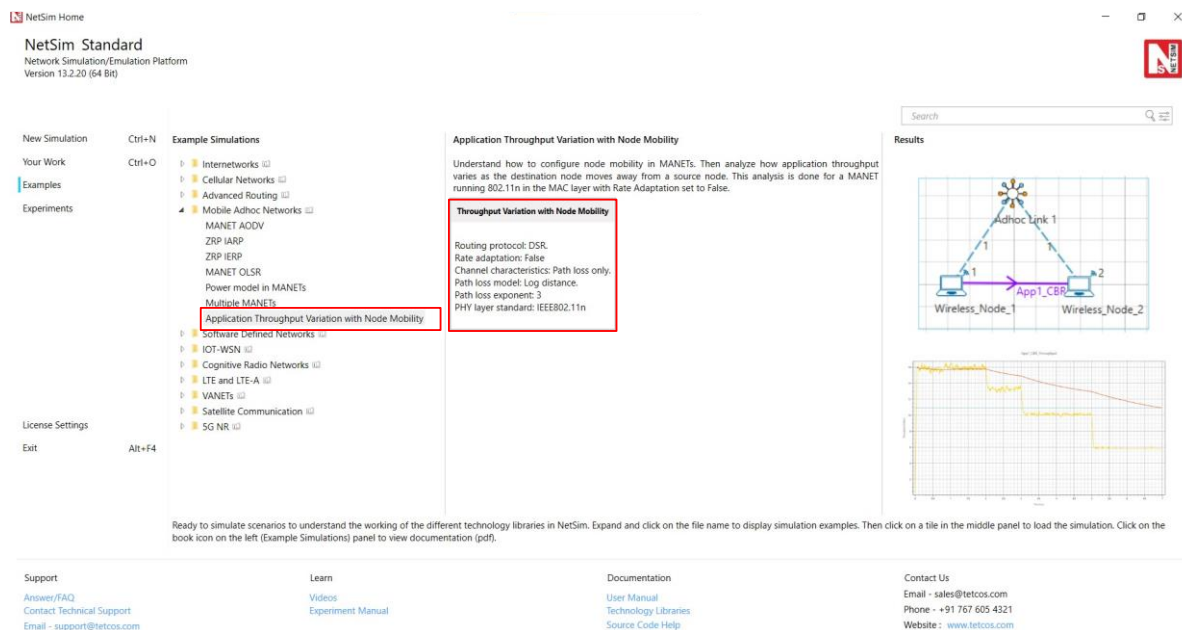 NetSim Home
NetSim Standard
Network Simulation/Emulation Platform
Version 13.2.20 (64 Bit)
NETSIM
Search
New Simulation Ctrl+N
Your Work Ctrl+O
Examples
Experiments
License Settings
Exit Alt+F4
Example Simulations
Internetworks
Cellular Networks
Advanced Routing
Mobile Adhoc Networks
MANET AODV
ZRP IARP
ZRP IERP
MANET OLSR
Power model in MANETs
Multiple MANETs
Application Throughput Variation with Node Mobility
Software Defined Networks
IOT-WSN
Cognitive Radio Networks
LTE and LTE-A
VANETs
Satellite Communication
5G NR
Application Throughput Variation with Node Mobility
Understand how to configure node mobility in MANETs. Then analyze how application throughput
varies as the destination node moves away from a source node. This analysis is done for a MANET
running 802.11n in the MAC layer with Rate Adaptation set to False.
Throughput Variation with Node Mobility
Routing protocol: DSR.
Rate adaptation: False
Channel characteristics: Path loss only.
Path loss model: Log distance.
Path loss exponent: 3
PHY layer standard: IEEE802.11n
Results
Adhoc Link 1
1 1
1 2
App1_CBR
Wireless_Node_1 Wireless_Node_2
Ready to simulate scenarios to understand the working of the different technology libraries in NetSim. Expand and click on the file name to display simulation examples. Then click on a tile in the middle panel to load the simulation. Click on the
book icon on the left (Example Simulations) panel to view documentation (pdf).
Support
Answer/FAQ
Contact Technical Support
Email - support@tetcos.com
Learn
Videos
Experiment Manual
Documentation
User Manual
Technology Libraries
Source Code Help
Contact Us
Email - sales@tetcos.com
Phone - +91 767 605 4321
Website : www.tetcos.com